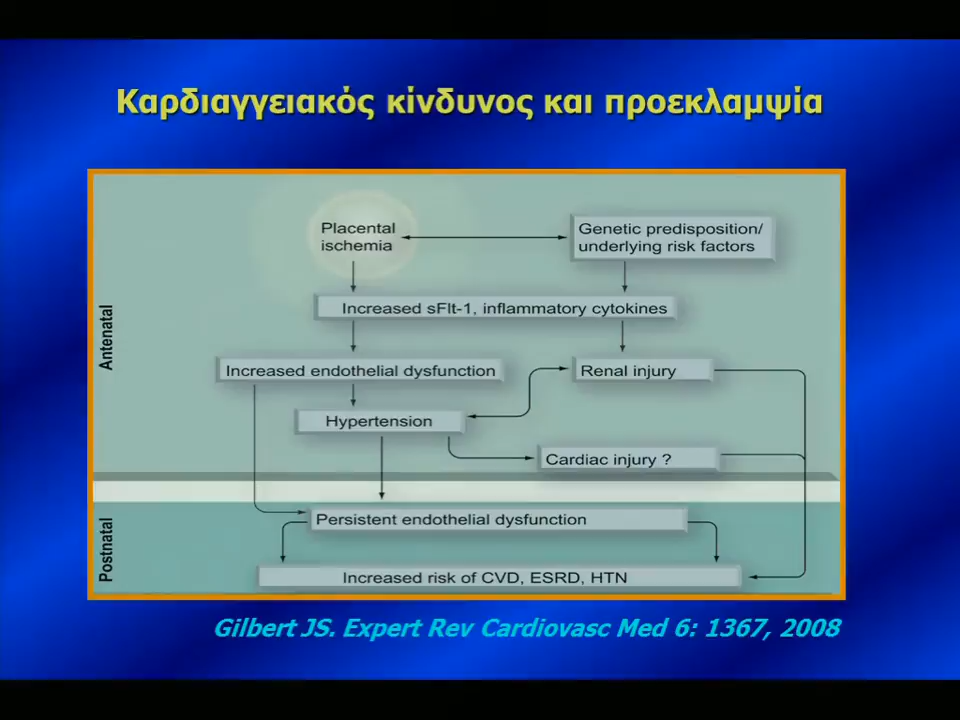 Καρδιαγγειακός κίνδυνος και προεκλαμψία
Placental
ischemia
Genetic predisposition/
underlying risk factors
Increased sFlt-1, inflammatory cytokines
Antenatal
Increased endothelial dysfunction
Renal injury
Hypertension
Cardiac injury ?
Postnatal
Persistent endothelial dysfunction
Increased risk of CVD, ESRD, HTN
Gilbert JS. Expert Rev Cardiovasc Med 6: 1367, 2008